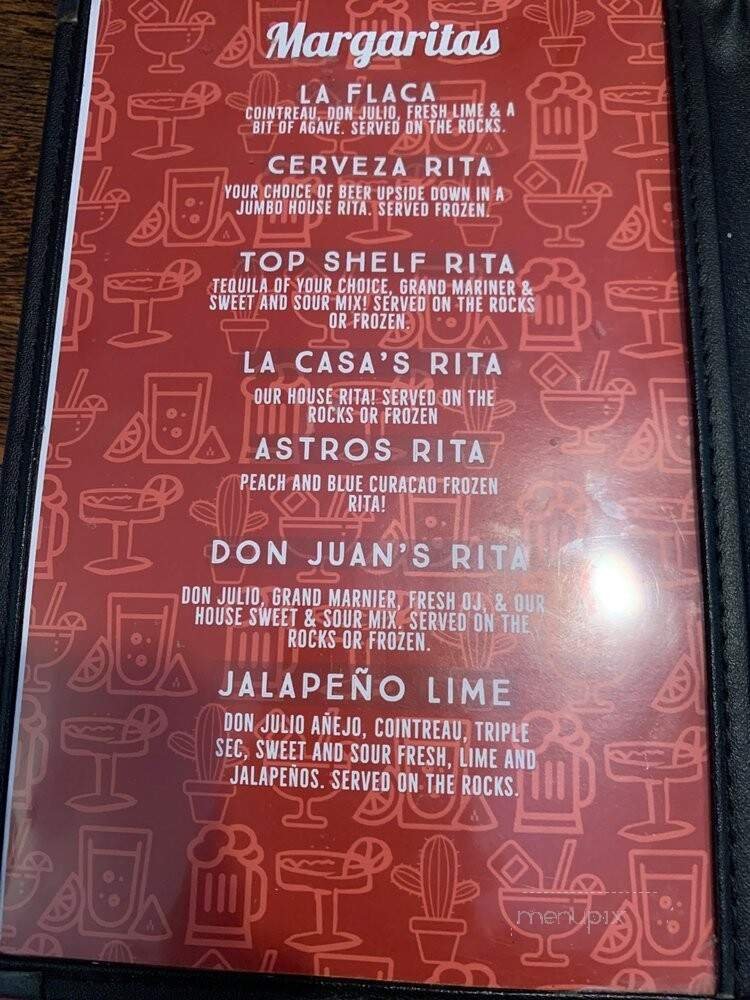 Margaritas
LA FLACA
COINTREAU, DON JULIO, FRESH LIME & A
BIT OF AGAVE. SERVED ON THE ROCKS.
CERVEZA RITA
YOUR CHOICE OF BEER UPSIDE DOWN IN A
JUMBO HOUSE RITA. SERVED FROZEN.
TOP SHELF RITA
TEQUILA OF YOUR CHOICE, GRAND MARINER &
SWEET AND SOUR MIX! SERVED ON THE ROCKS
OR FROZEN.
LA CASA'S RITA
OUR HOUSE RITA! SERVED ON THE
ROCKS OR FROZEN
ASTROS RITA
PEACH AND BLUE CURACAO FROZEN
RITA!
DON JUAN'S RITA
DON JULIO, GRAND MARNIER, FRESH OJ, & OUR
HOUSE SWEET & SOUR MIX. SERVED ON THE
ROCKS OR FROZEN.
JALAPEÑO LIME
DON JULIO AÑEJO, COINTREAU, TRIPLE
SEC, SWEET AND SOUR FRESH, LIME AND
JALAPEÑOS. SERVED ON THE ROCKS.
menupix